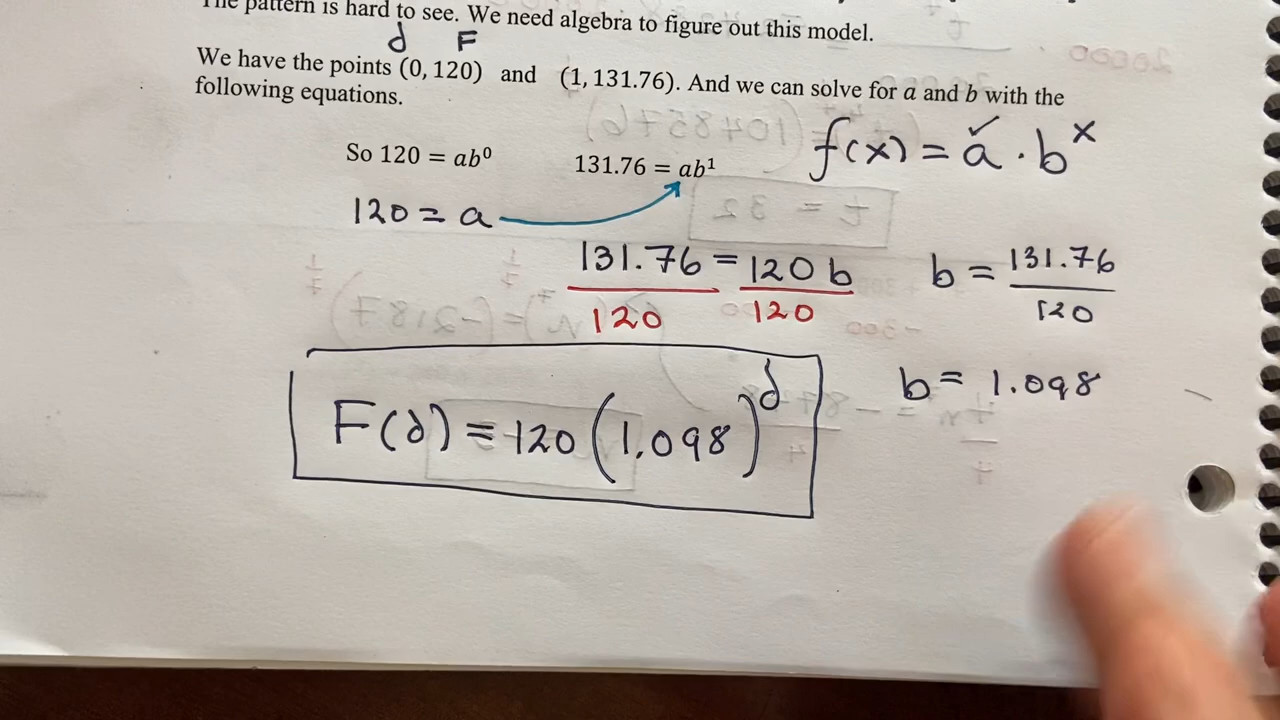 The pattern is hard to see. We need algebra to figure out this model.
d F
We have the points (0, 120) and (1, 131.76). And we can solve for a and b with the
following equations.
f(x) = a · b^x
So 120 = ab⁰ 131.76 = ab¹
120 = a
131.76 = 120 b
120 120
b = 131.76
120
b = 1.098
F(d) = 120 (1.098)^d